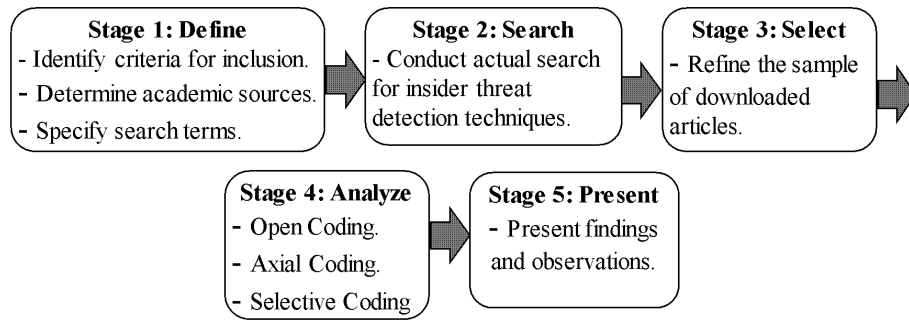 Stage 1: Define
- Identify criteria for inclusion.
- Determine academic sources.
- Specify search terms.
Stage 2: Search
- Conduct actual search
for insider threat
detection techniques.
Stage 3: Select
- Refine the sample
of downloaded
articles.
Stage 4: Analyze
- Open Coding.
- Axial Coding.
- Selective Coding
Stage 5: Present
- Present findings
and observations.